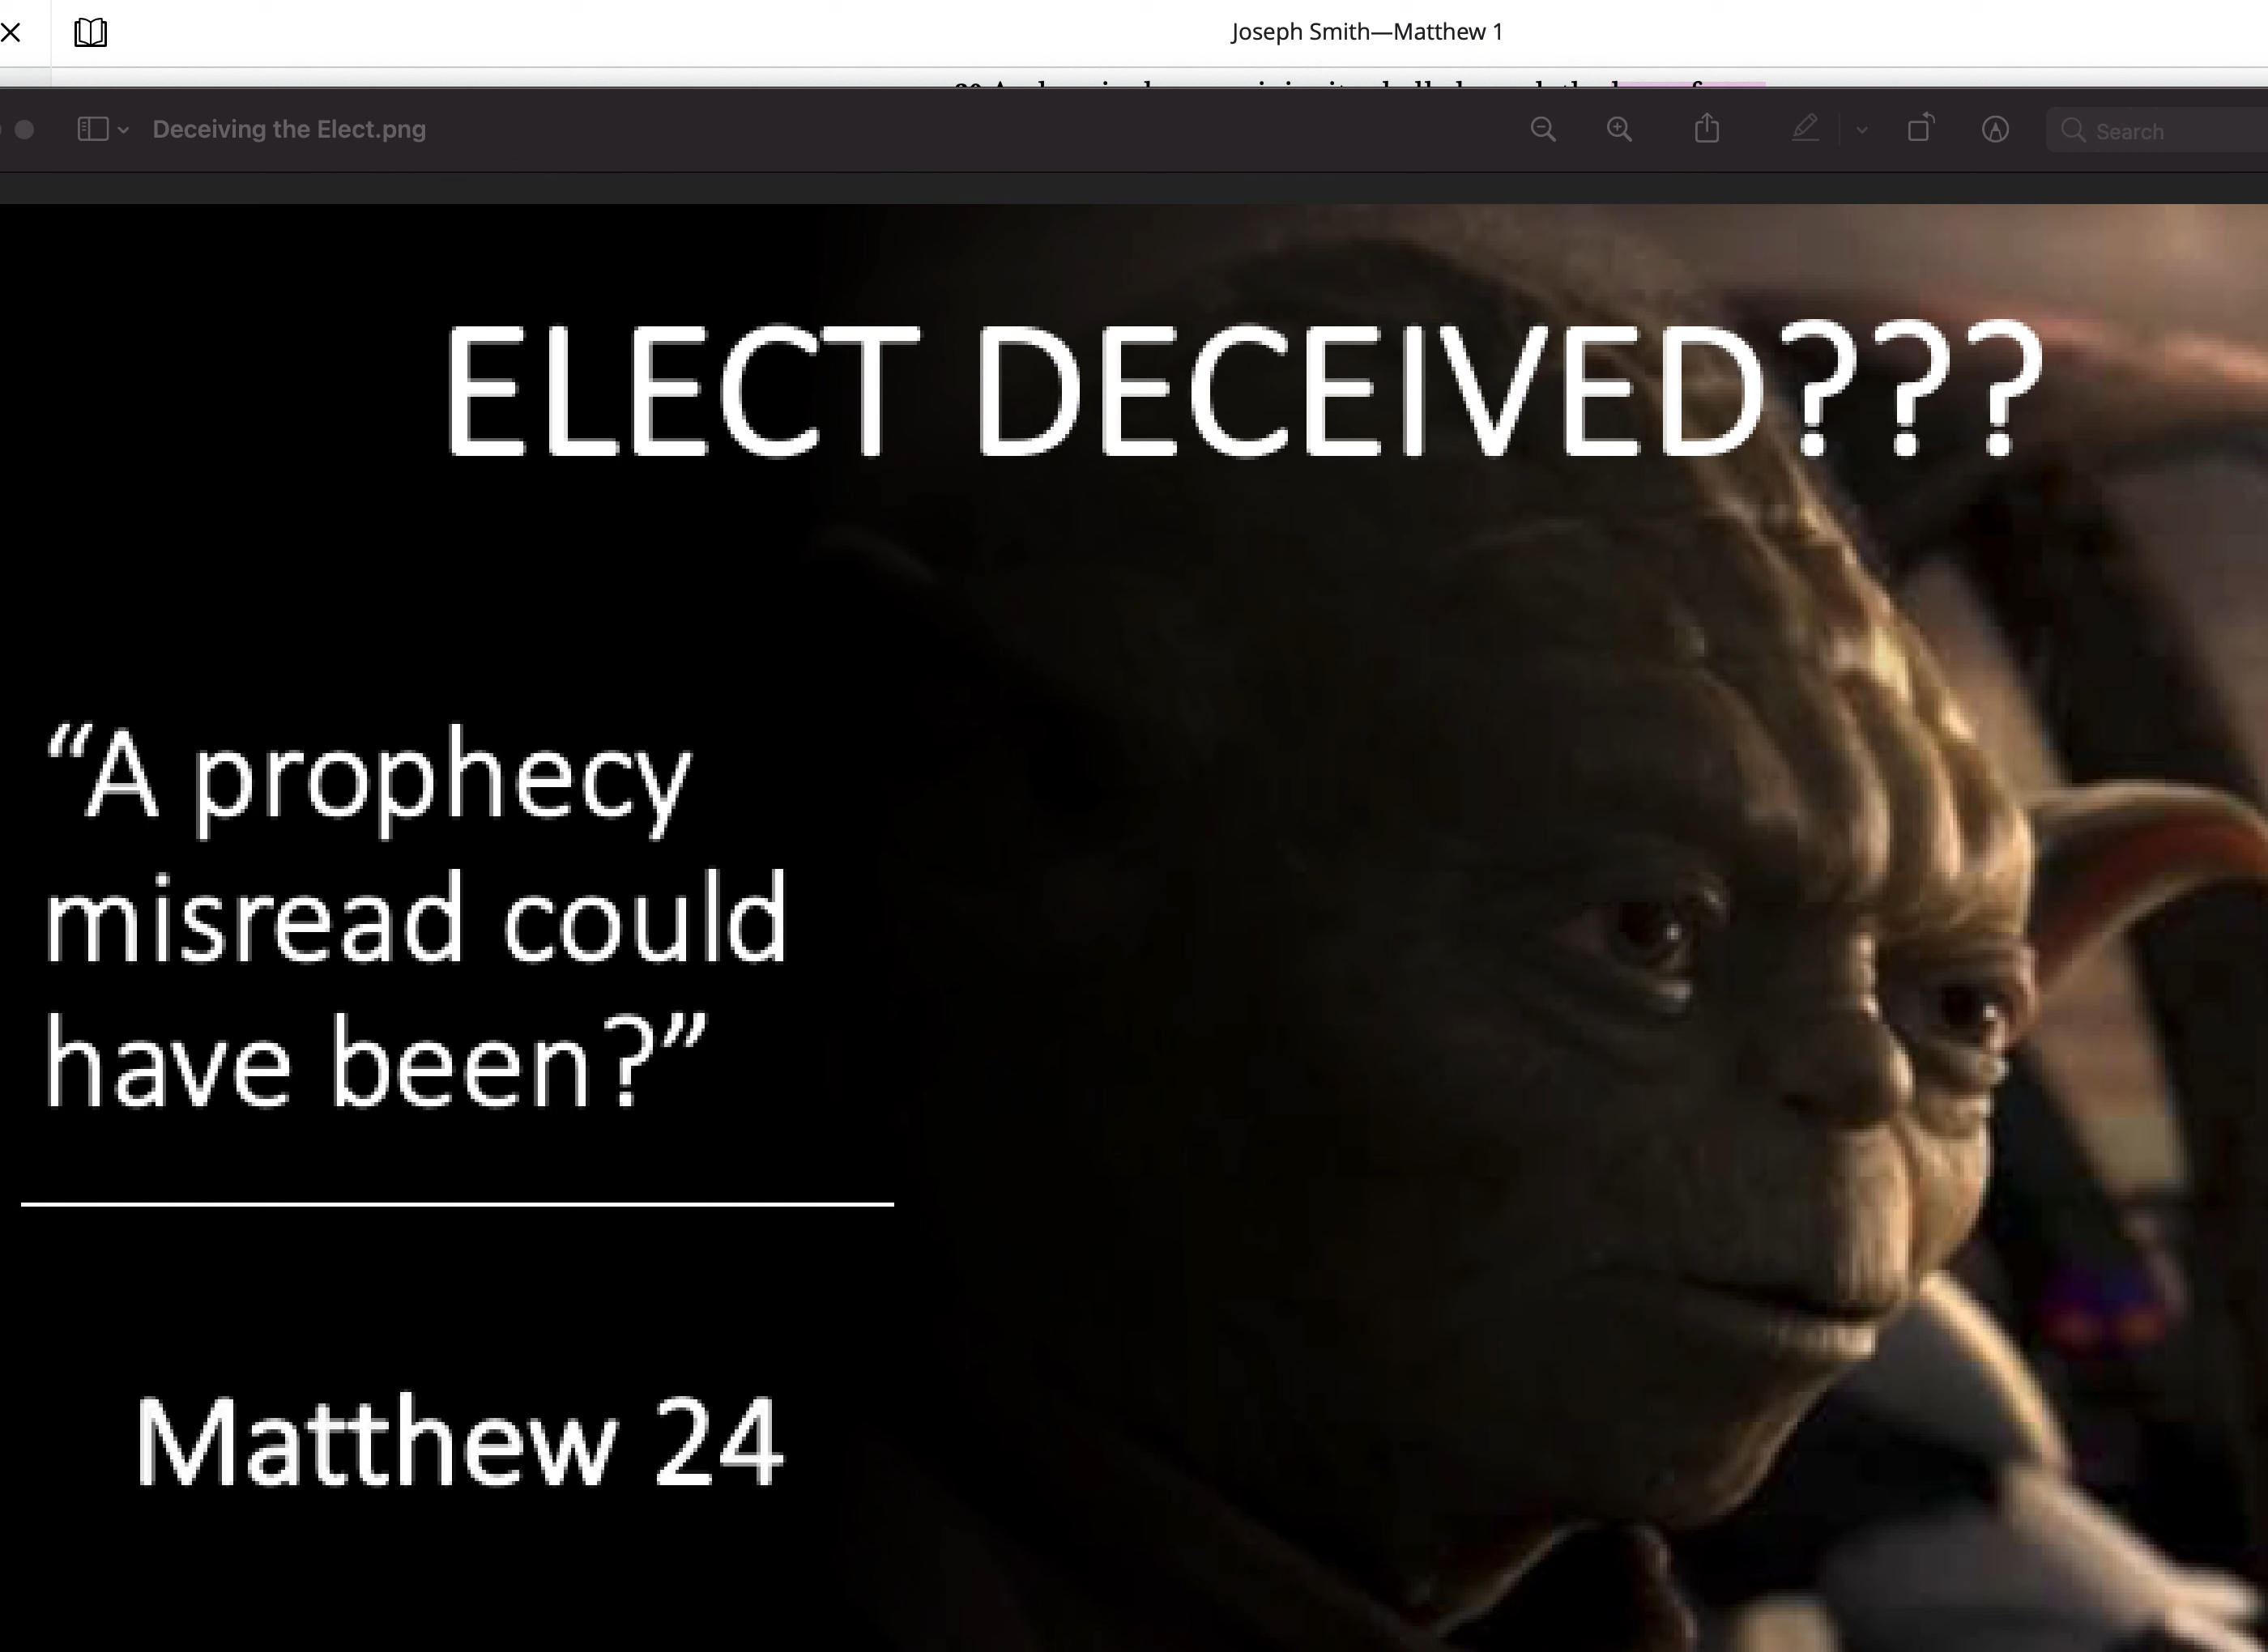 Joseph Smith—Matthew 1
Deceiving the Elect.png
Search
ELECT DECEIVED???
“A prophecy
misread could
have been?”
Matthew 24